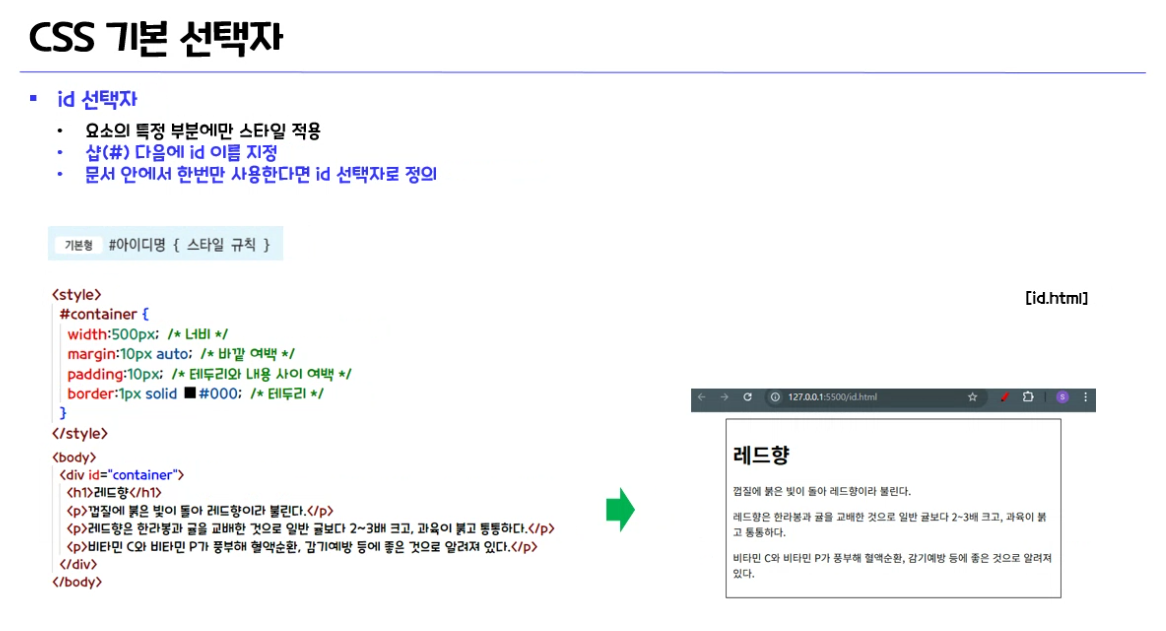 CSS 기본 선택자
▪ id 선택자
• 요소의 특정 부분에만 스타일 적용
• 샵(#) 다음에 id 이름 지정
• 문서 안에서 한번만 사용한다면 id 선택자로 정의
기본형 #아이디명 { 스타일 규칙 }
<style>
#container {
width:500px; /* 너비 */
margin:10px auto; /* 바깥 여백 */
padding:10px; /* 테두리와 내용 사이 여백 */
border:1px solid #000; /* 테두리 */
}
</style>
<body>
<div id="container">
<h1>레드향</h1>
<p>껍질에 붉은 빛이 돌아 레드향이라 불린다.</p>
<p>레드향은 한라봉과 귤을 교배한 것으로 일반 귤보다 2~3배 크고, 과육이 붉고 통통하다.</p>
<p>비타민 C와 비타민 P가 풍부해 혈액순환, 감기예방 등에 좋은 것으로 알려져 있다.</p>
</div>
</body>
[id.html]
127.0.0.1:5500/id.html
S
레드향
껍질에 붉은 빛이 돌아 레드향이라 불린다.
레드향은 한라봉과 귤을 교배한 것으로 일반 귤보다 2~3배 크고, 과육이 붉
고 통통하다.
비타민 C와 비타민 P가 풍부해 혈액순환, 감기예방 등에 좋은 것으로 알려져
있다.